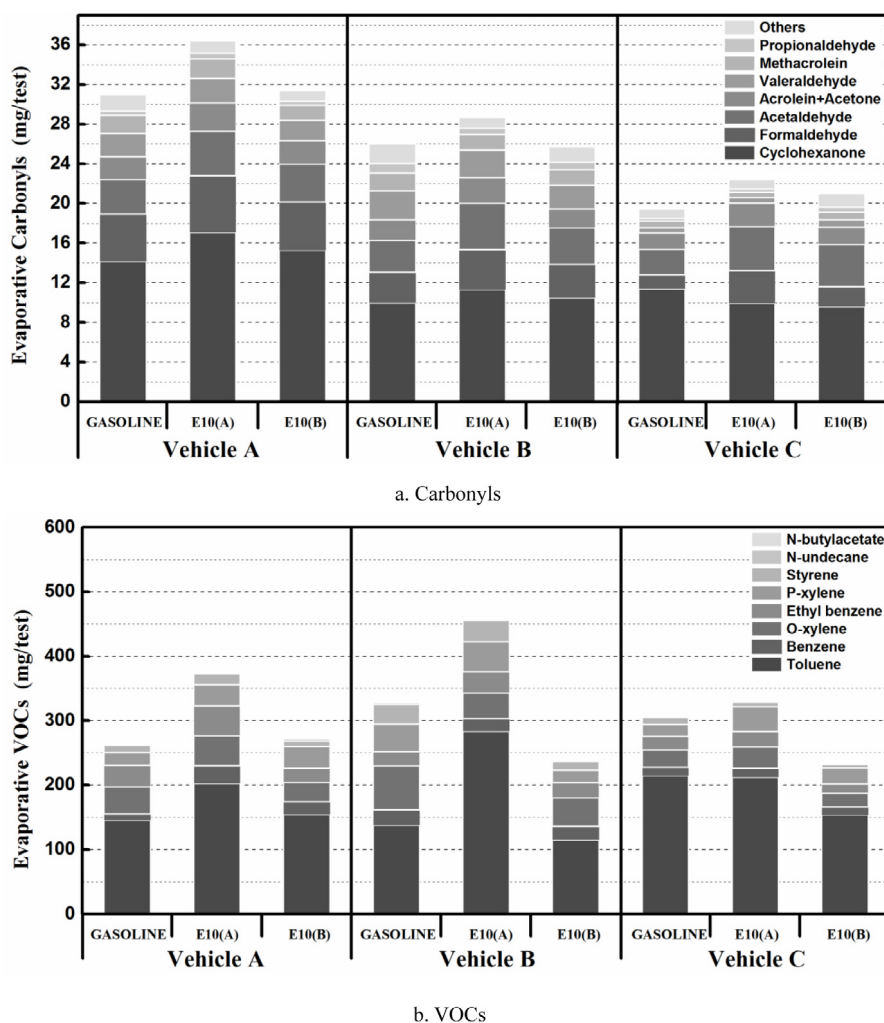 Evaporative Carbonyls (mg/test)
36
32
28
24
20
16
12
8
4
0
Others
Propionaldehyde
Methacrolein
Valeraldehyde
Acrolein+Acetone
Acetaldehyde
Formaldehyde
Cyclohexanone
GASOLINE E10(A) E10(B) GASOLINE E10(A) E10(B) GASOLINE E10(A) E10(B)
Vehicle A Vehicle B Vehicle C
a. Carbonyls
Evaporative VOCs (mg/test)
600
500
400
300
200
100
0
N-butylacetate
N-undecane
Styrene
P-xylene
Ethyl benzene
O-xylene
Benzene
Toluene
GASOLINE E10(A) E10(B) GASOLINE E10(A) E10(B) GASOLINE E10(A) E10(B)
Vehicle A Vehicle B Vehicle C
b. VOCs